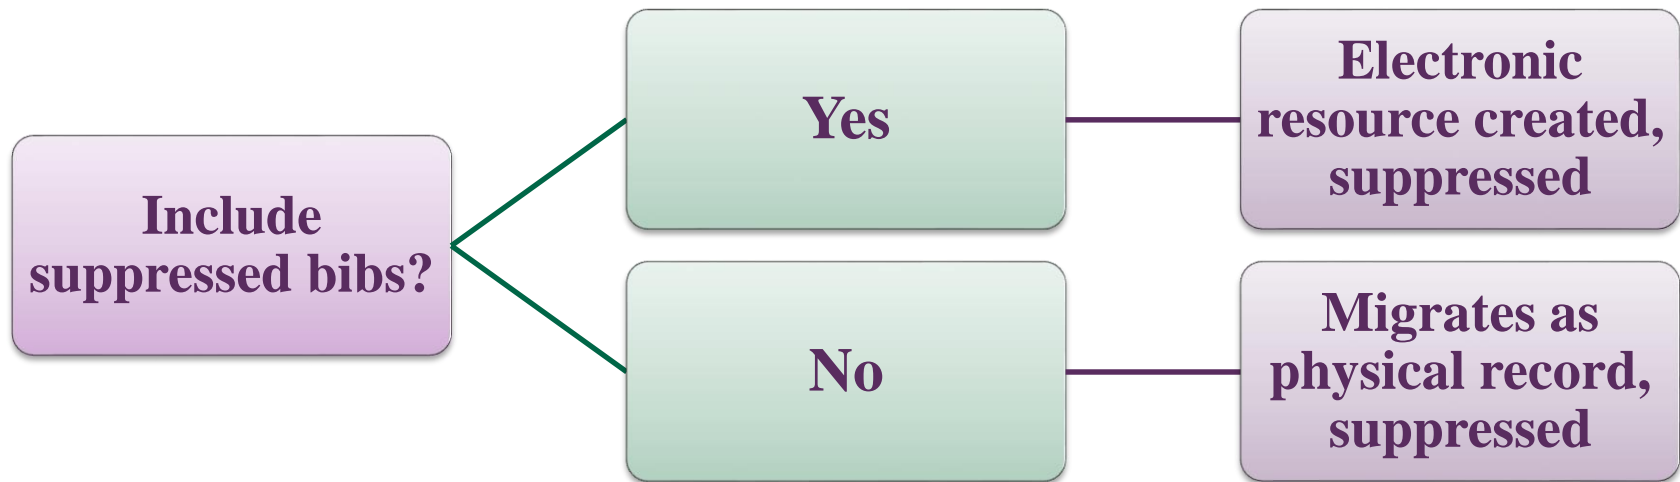 Include
suppressed bibs?
Yes
Electronic
resource created,
suppressed
No
Migrates as
physical record,
suppressed